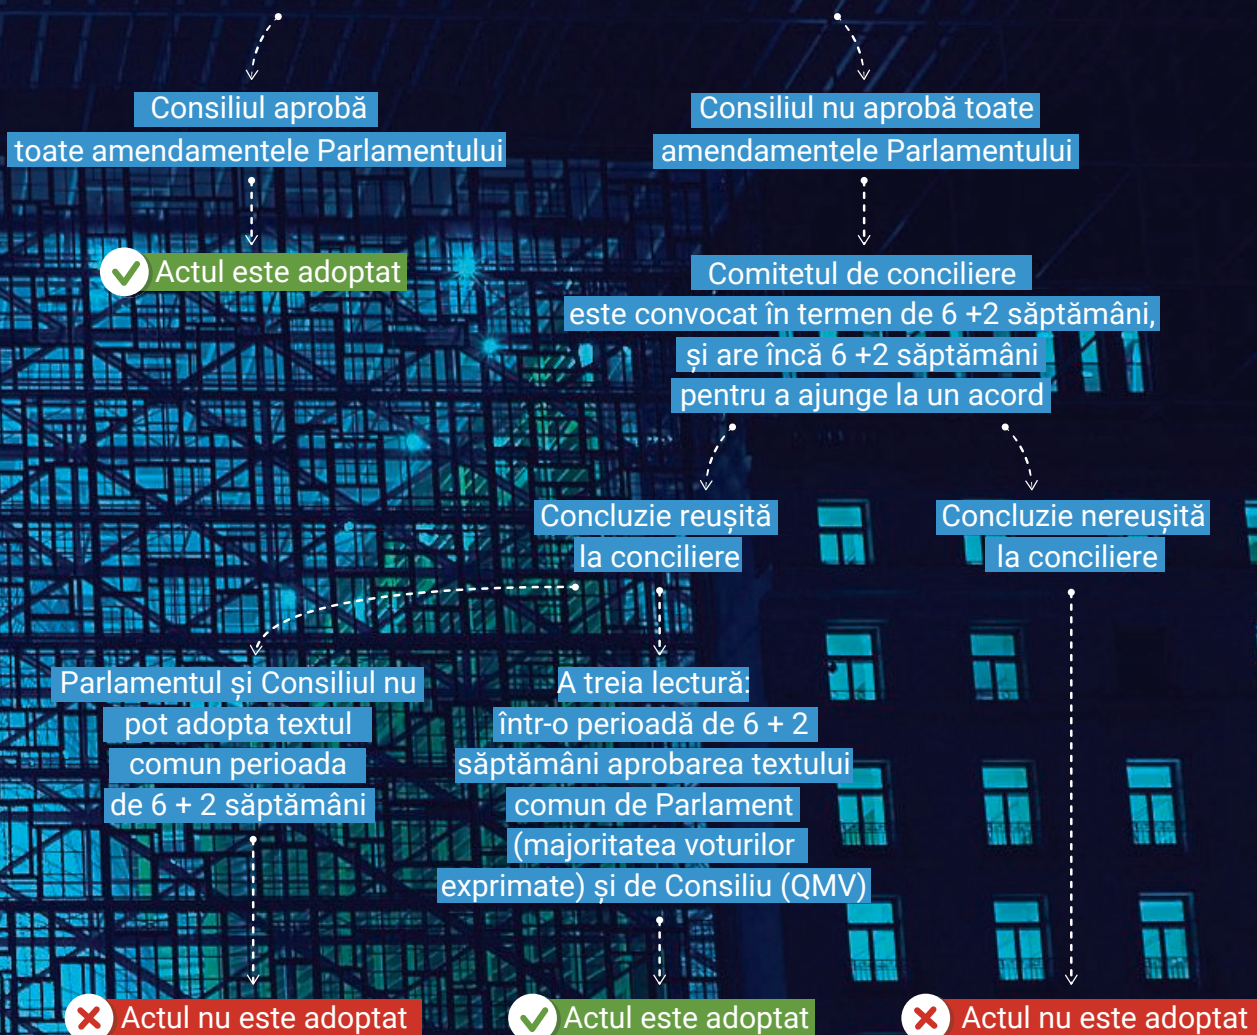 Consiliul aprobă
toate amendamentele Parlamentului
Consiliul nu aprobă toate
amendamentele Parlamentului
Actul este adoptat
Comitetul de conciliere
este convocat în termen de 6 +2 săptămâni,
și are încă 6 +2 săptămâni
pentru a ajunge la un acord
Concluzie reușită
la conciliere
Concluzie nereușită
la conciliere
Parlamentul și Consiliul nu
pot adopta textul
comun perioada
de 6 + 2 săptămâni
A treia lectură:
într-o perioadă de 6 + 2
săptămâni aprobarea textului
comun de Parlament
(majoritatea voturilor
exprimate) și de Consiliu (QMV)
Actul nu este adoptat
Actul este adoptat
Actul nu este adoptat